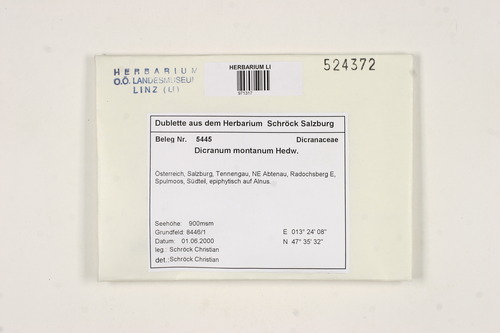 HERBARIUM
O.Ö. LANDESMUSEUM
LINZ (LI)
HERBARIUM LI
524372
Dublette aus dem Herbarium Schröck Salzburg
Beleg Nr. 5445 Dicranaceae
Dicranum montanum Hedw.
Österreich, Salzburg, Tennengau, NE Abtenau, Radochsberg E,
Spulmoos, Südteil, epiphytisch auf Alnus.
Seehöhe: 900msm
Grundfeld: 8446/1 E 013° 24' 08"
Datum: 01.08.2000 N 47° 35' 32"
leg.: Schröck Christian
det.: Schröck Christian